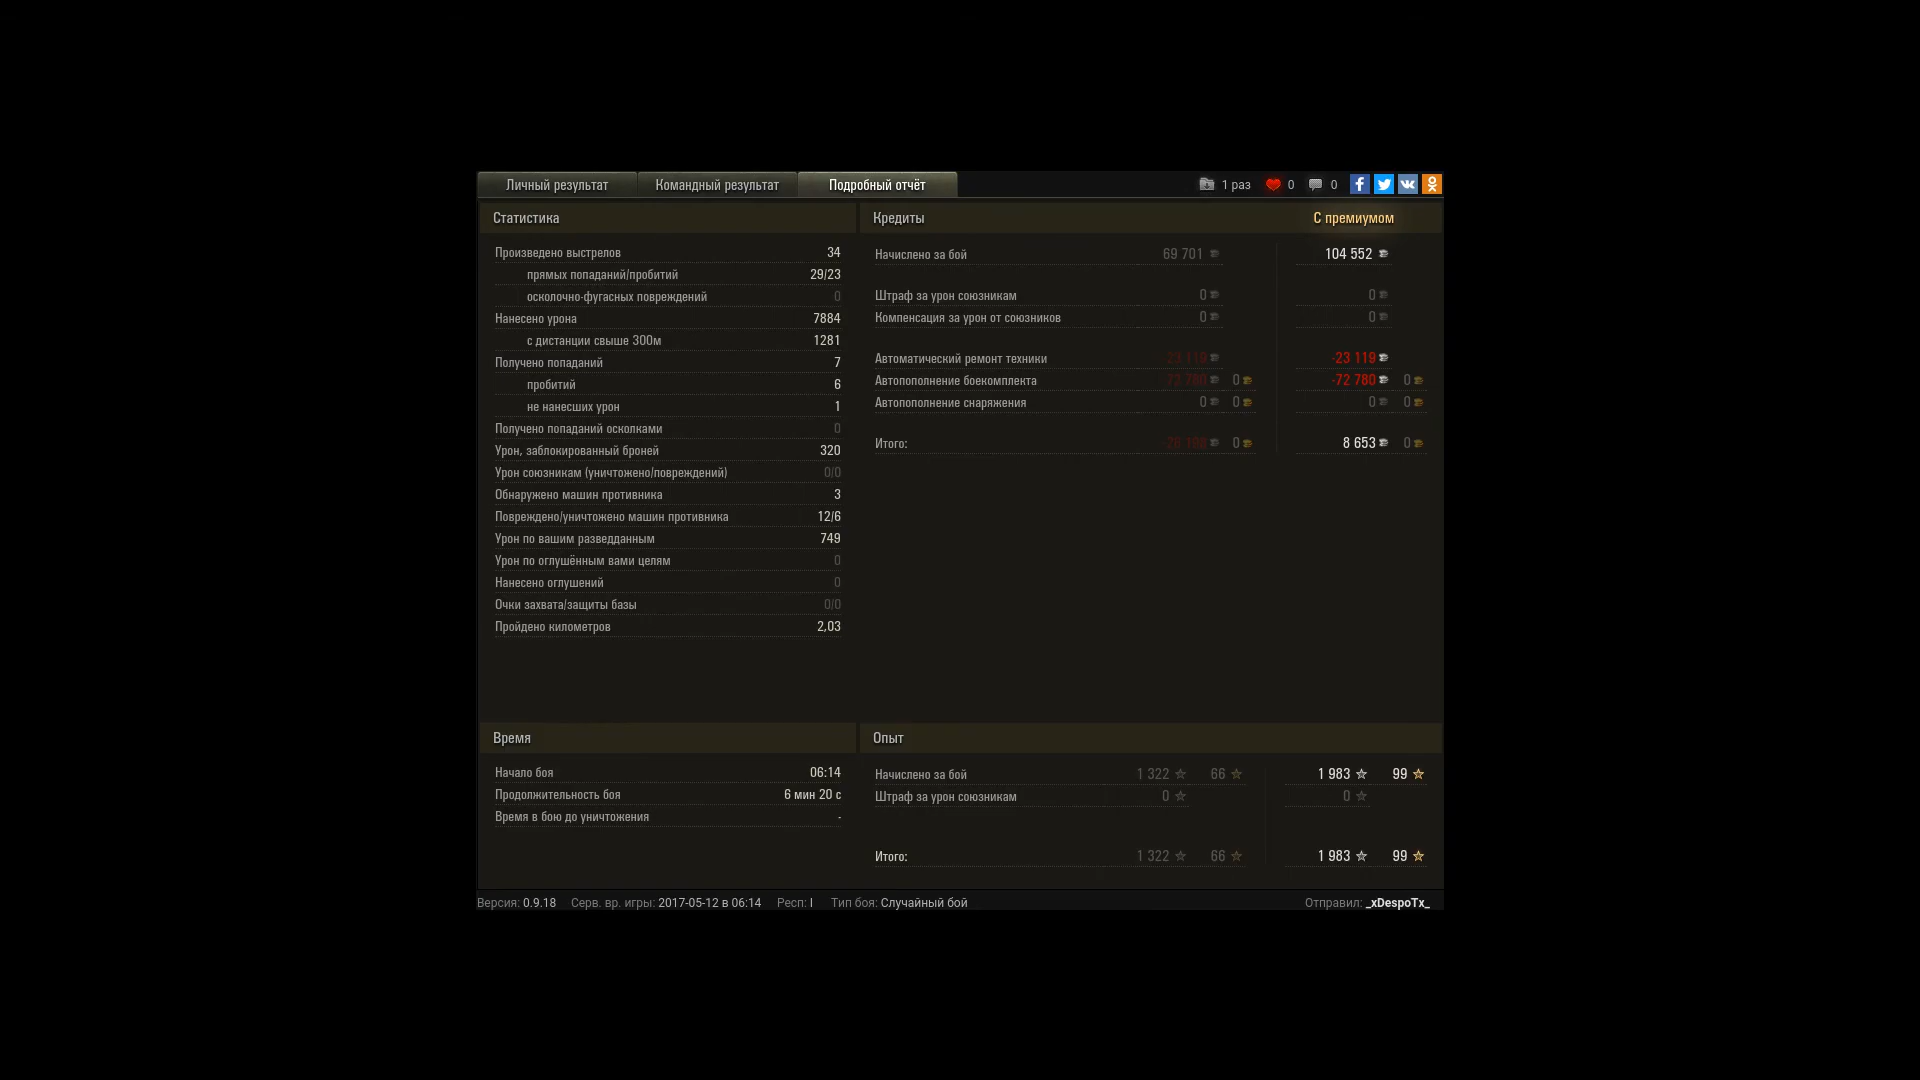 Личный результат Командный результат Подробный отчёт 1 раз 0 0
Статистика
Произведено выстрелов 34
прямых попаданий/пробитий 29/23
осколочно-фугасных повреждений 0
Нанесено урона 7884
с дистанции свыше 300м 1281
Получено попаданий 7
пробитий 6
не нанесших урон 1
Получено попаданий осколками 0
Урон, заблокированный броней 320
Урон союзникам (уничтожено/повреждений) 0/0
Обнаружено машин противника 3
Повреждено/уничтожено машин противника 12/6
Урон по вашим разведданным 749
Урон по оглушённым вами целям 0
Нанесено оглушений 0
Очки захвата/защиты базы 0/0
Пройдено километров 2,03
Кредиты С премиумом
Начислено за бой 69 701 104 552
Штраф за урон союзникам 0 0
Компенсация за урон от союзников 0 0
Автоматический ремонт техники -23 119 -23 119
Автопополнение боекомплекта -72 780 0 -72 780 0
Автопополнение снаряжения 0 0 0 0
Итого: 0 8 653 0
Время
Начало боя 06:14
Продолжительность боя 6 мин 20 с
Время в бою до уничтожения -
Опыт
Начислено за бой 1 322 66 1 983 99
Штраф за урон союзникам 0 0
Итого: 1 322 66 1 983 99
Версия: 0.9.18 Серв. вр. игры: 2017-05-12 в 06:14 Респ: I Тип боя: Случайный бой Отправил: _xDespoTx_